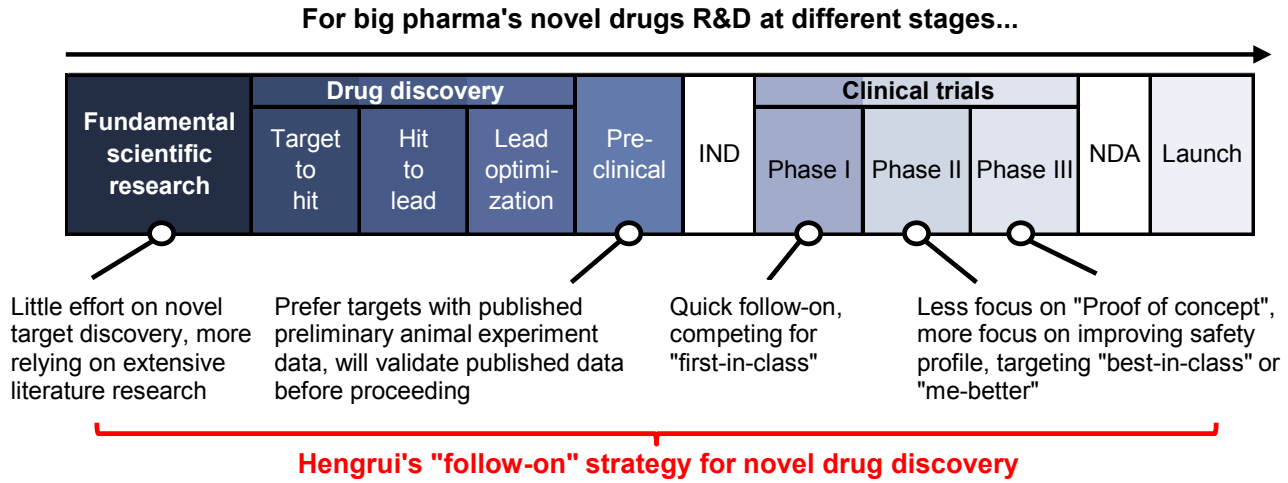 For big pharma's novel drugs R&D at different stages...
Fundamental
scientific
research
Drug discovery
Target
to
hit
Hit
to
lead
Lead
optimi-
zation
Pre-
clinical
IND
Clinical trials
Phase I
Phase II
Phase III
NDA
Launch
Little effort on novel
target discovery, more
relying on extensive
literature research
Prefer targets with published
preliminary animal experiment
data, will validate published data
before proceeding
Quick follow-on,
competing for
"first-in-class"
Less focus on "Proof of concept",
more focus on improving safety
profile, targeting "best-in-class" or
"me-better"
Hengrui's "follow-on" strategy for novel drug discovery